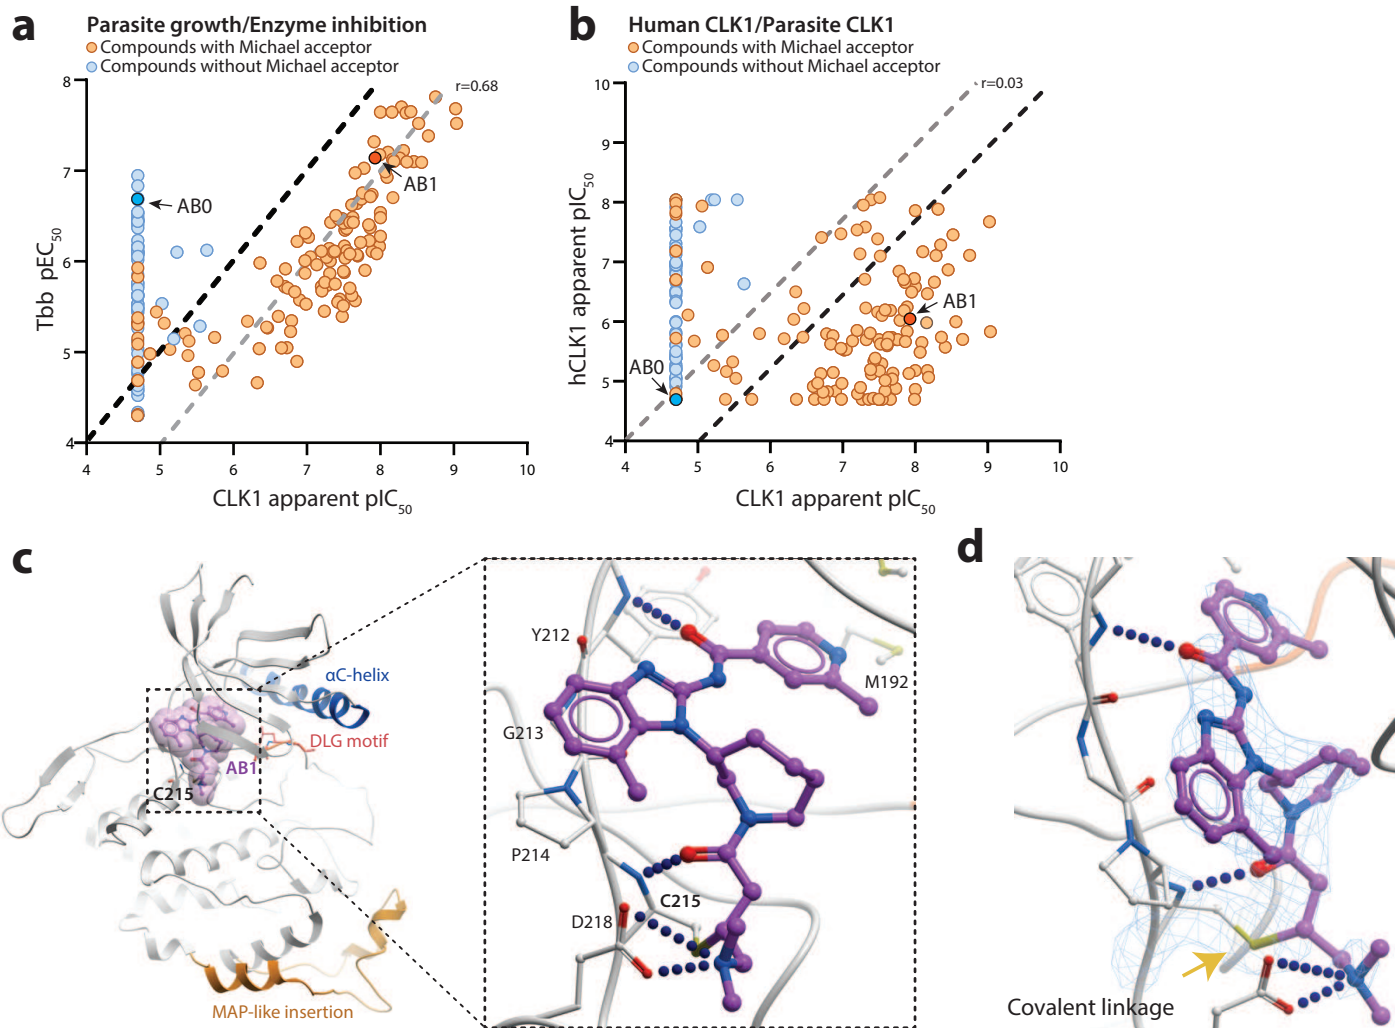 a
Parasite growth/Enzyme inhibition
Compounds with Michael acceptor
Compounds without Michael acceptor
8
7
6
5
4
Tbb pEC50
r=0.68
AB0
AB1
4 5 6 7 8 9 10
CLK1 apparent pIC50
b
Human CLK1/Parasite CLK1
Compounds with Michael acceptor
Compounds without Michael acceptor
10
9
8
7
6
5
4
hCLK1 apparent pIC50
r=0.03
AB1
AB0
4 5 6 7 8 9 10
CLK1 apparent pIC50
c
αC-helix
DLG motif
AB1
C215
MAP-like insertion
Y212
M192
G213
P214
C215
D218
d
Covalent linkage